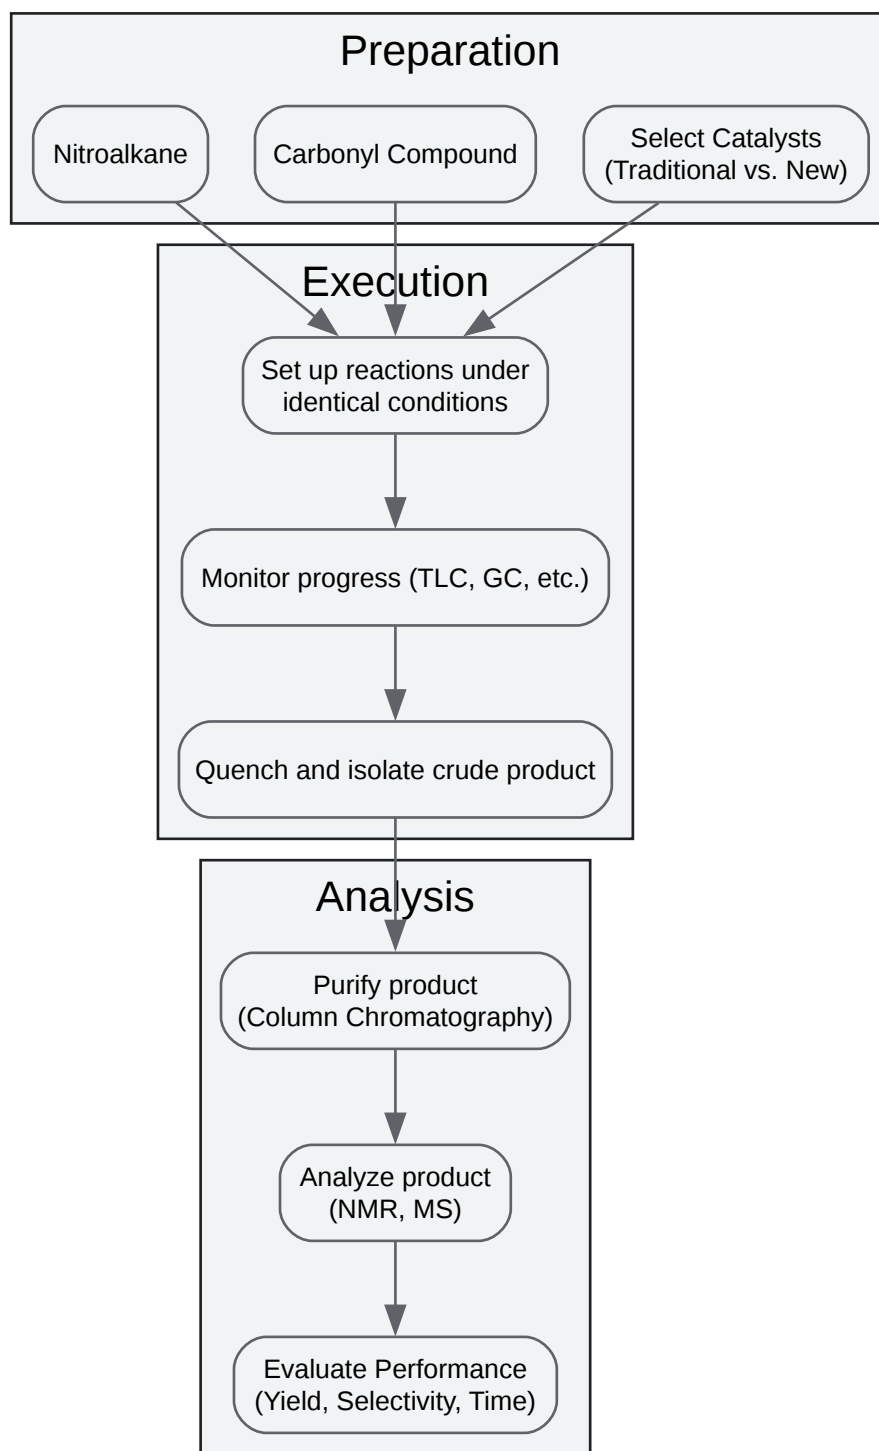 Preparation
Nitroalkane
Carbonyl Compound
Select Catalysts
(Traditional vs. New)
Execution
Set up reactions under
identical conditions
Monitor progress (TLC, GC, etc.)
Quench and isolate crude product
Analysis
Purify product
(Column Chromatography)
Analyze product
(NMR, MS)
Evaluate Performance
(Yield, Selectivity, Time)